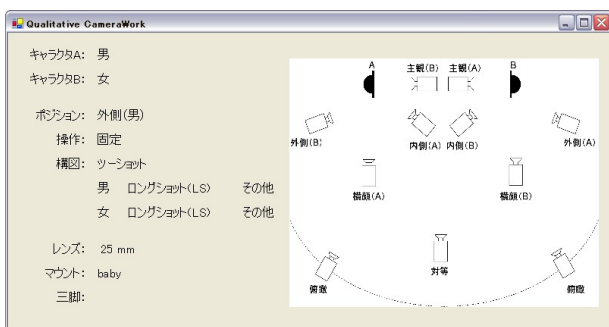 Qualitative CameraWork
キャラクタA: 男
キャラクタB: 女
ポジション: 外側(男)
操作: 固定
構図: ツーショット
男 ロングショット(LS) その他
女 ロングショット(LS) その他
レンズ: 25 mm
マウント: baby
三脚:
A 主観(B) 主観(A) B
外側(B) 内側(A) 内側(B) 外側(A)
横顔(A) 横顔(B)
対等
俯瞰 俯瞰